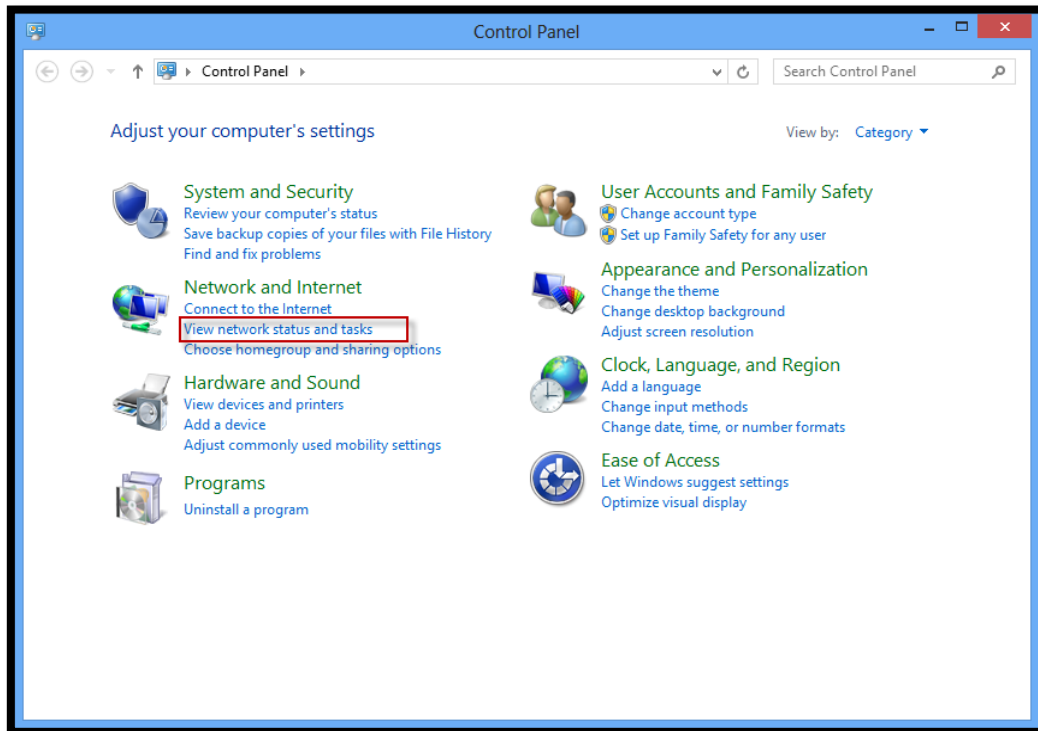 Control Panel
Control Panel
Search Control Panel
Adjust your computer's settings
View by: Category
System and Security
Review your computer's status
Save backup copies of your files with File History
Find and fix problems
Network and Internet
Connect to the Internet
View network status and tasks
Choose homegroup and sharing options
Hardware and Sound
View devices and printers
Add a device
Adjust commonly used mobility settings
Programs
Uninstall a program
User Accounts and Family Safety
Change account type
Set up Family Safety for any user
Appearance and Personalization
Change the theme
Change desktop background
Adjust screen resolution
Clock, Language, and Region
Add a language
Change input methods
Change date, time, or number formats
Ease of Access
Let Windows suggest settings
Optimize visual display